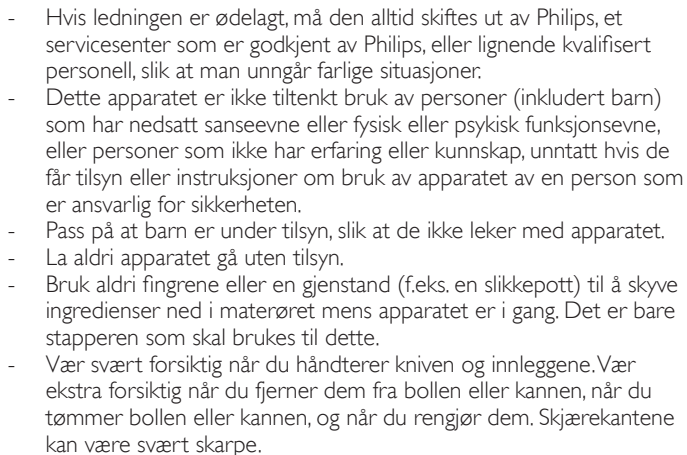 - Hvis ledningen er ødelagt, må den alltid skiftes ut av Philips, et
servicesenter som er godkjent av Philips, eller lignende kvalifisert
personell, slik at man unngår farlige situasjoner.
- Dette apparatet er ikke tiltenkt bruk av personer (inkludert barn)
som har nedsatt sanseevne eller fysisk eller psykisk funksjonsevne,
eller personer som ikke har erfaring eller kunnskap, unntatt hvis de
får tilsyn eller instruksjoner om bruk av apparatet av en person som
er ansvarlig for sikkerheten.
- Pass på at barn er under tilsyn, slik at de ikke leker med apparatet.
- La aldri apparatet gå uten tilsyn.
- Bruk aldri fingrene eller en gjenstand (f.eks. en slikkepott) til å skyve
ingredienser ned i materøret mens apparatet er i gang. Det er bare
stapperen som skal brukes til dette.
- Vær svært forsiktig når du håndterer kniven og innleggene. Vær
ekstra forsiktig når du fjerner dem fra bollen eller kannen, når du
tømmer bollen eller kannen, og når du rengjør dem. Skjærekantene
kan være svært skarpe.